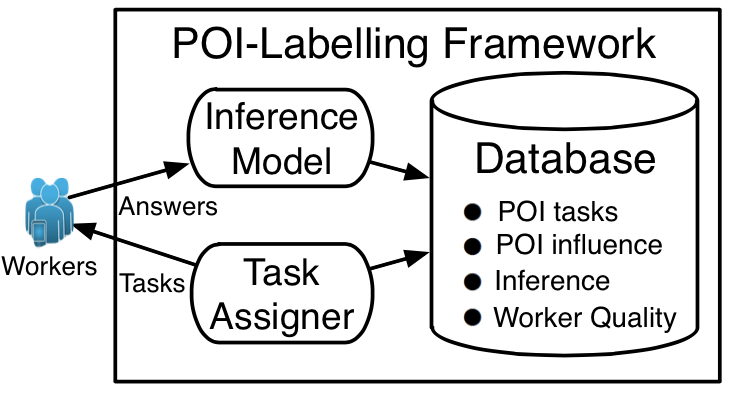 POI-Labelling Framework
Inference
Model
Database
● POI tasks
● POI influence
● Inference
● Worker Quality
Answers
Workers
Tasks
Task
Assigner